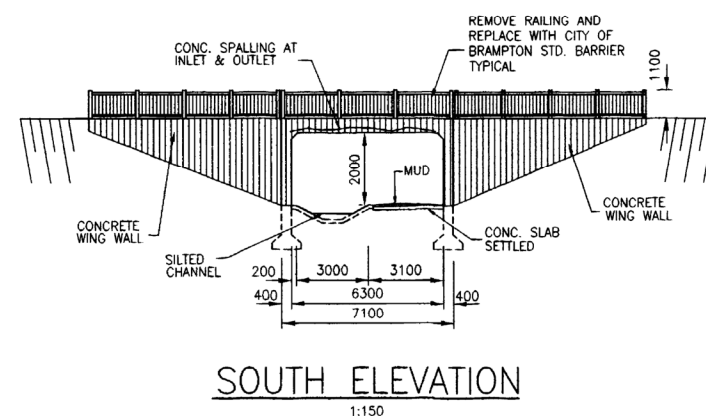 REMOVE RAILING AND
REPLACE WITH CITY OF
BRAMPTON STD. BARRIER
TYPICAL
CONC. SPALLING AT
INLET & OUTLET
1100
2000
MUD
CONCRETE
WING WALL
CONCRETE
WING WALL
SILTED
CHANNEL
CONC. SLAB
SETTLED
200 3000 3100
400 6300 400
7100
SOUTH ELEVATION
1:150